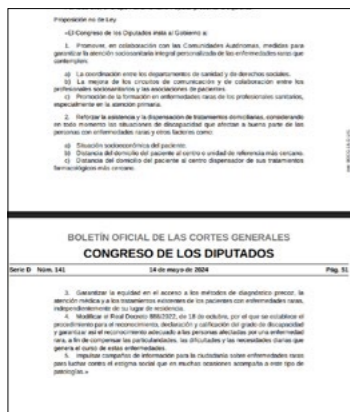 Proposición no de Ley
«El Congreso de los Diputados insta al Gobierno a:
1. Promover, en colaboración con las Comunidades Autónomas, medidas para
garantizar la atención sociosanitaria integral personalizada de las enfermedades raras que
contemplen:
a) La coordinación entre los departamentos de sanidad y de derechos sociales.
b) La mejora de los circuitos de comunicación y de colaboración entre los
profesionales sociosanitarios y las asociaciones de pacientes.
c) Promoción de la formación en enfermedades raras de los profesionales sanitarios,
especialmente en la atención primaria.
2. Reforzar la asistencia y la dispensación de tratamientos domiciliarios, considerando
en todo momento las situaciones de discapacidad que afectan a buena parte de las
personas con enfermedades raras y otros factores como:
a) Situación socioeconómica del paciente.
b) Distancia del domicilio del paciente al centro o unidad de referencia más cercano.
c) Distancia del domicilio del paciente al centro dispensador de sus tratamientos
farmacológicos más cercano.
BOLETÍN OFICIAL DE LAS CORTES GENERALES
CONGRESO DE LOS DIPUTADOS
Serie D Núm. 141 14 de mayo de 2024 Pág. 51
3. Garantizar la equidad en el acceso a los métodos de diagnóstico precoz, la
atención médica y a los tratamientos existentes de los pacientes con enfermedades raras,
independientemente de su lugar de residencia.
4. Modificar el Real Decreto 888/2022, de 18 de octubre, por el que se establece el
procedimiento para el reconocimiento, declaración y calificación del grado de discapacidad
y garantizar así el reconocimiento adecuado a las personas afectadas por una enfermedad
rara, a fin de compensar las particularidades, las dificultades y las necesidades diarias que
genera el curso de estas enfermedades.
5. Impulsar campañas de información para la ciudadanía sobre enfermedades raras
para luchar contra el estigma social que en muchas ocasiones acompaña a este tipo de
patologías.»